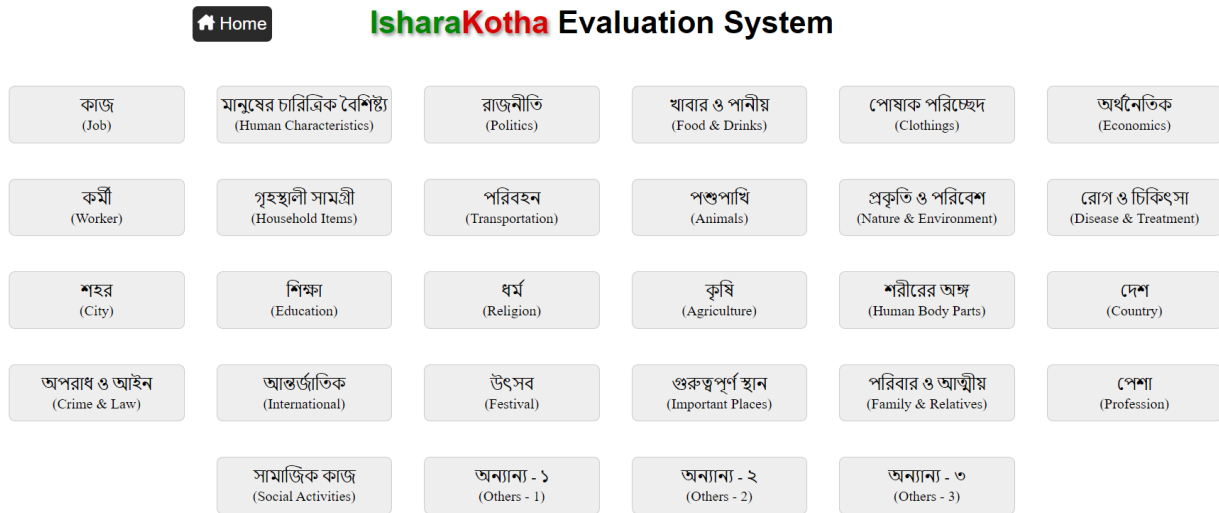 Home
IsharaKotha Evaluation System
কাজ
(Job)
মানুষের চারিত্রিক বৈশিষ্ট্য
(Human Characteristics)
রাজনীতি
(Politics)
খাবার ও পানীয়
(Food & Drinks)
পোষাক পরিচ্ছেদ
(Clothings)
অর্থনৈতিক
(Economics)
কর্মী
(Worker)
গৃহস্থালী সামগ্রী
(Household Items)
পরিবহন
(Transportation)
পশুপাখি
(Animals)
প্রকৃতি ও পরিবেশ
(Nature & Environment)
রোগ ও চিকিৎসা
(Disease & Treatment)
শহর
(City)
শিক্ষা
(Education)
ধর্ম
(Religion)
কৃষি
(Agriculture)
শরীরের অঙ্গ
(Human Body Parts)
দেশ
(Country)
অপরাধ ও আইন
(Crime & Law)
আন্তর্জাতিক
(International)
উৎসব
(Festival)
গুরুত্বপূর্ণ স্থান
(Important Places)
পরিবার ও আত্মীয়
(Family & Relatives)
পেশা
(Profession)
সামাজিক কাজ
(Social Activities)
অন্যান্য - ১
(Others - 1)
অন্যান্য - ২
(Others - 2)
অন্যান্য - ৩
(Others - 3)